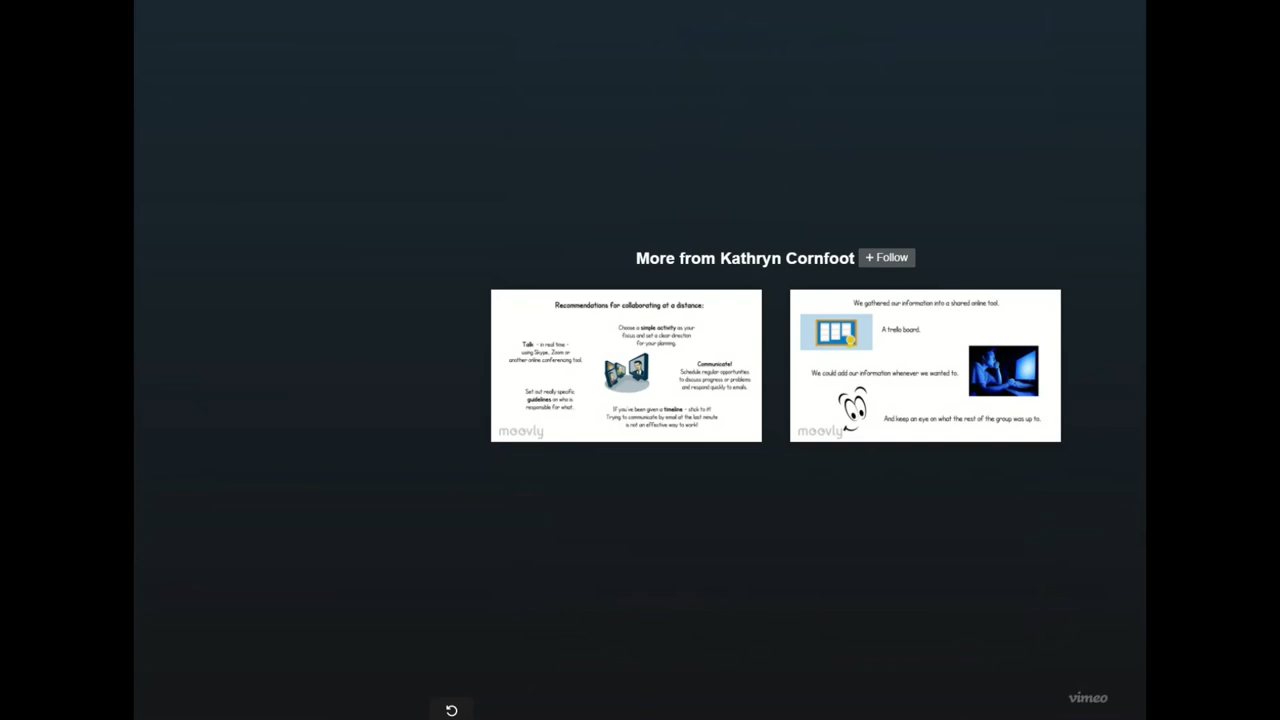 More from Kathryn Cornfoot + Follow
Recommendations for collaborating at a distance:
Choose a simple activity as your
focus and set a clear direction
for your planning.
Talk - in real time -
using Skype, Zoom or
another online conferencing tool.
Communicate!
Schedule regular opportunities
to discuss progress or problems
and respond quickly to emails.
Set out really specific
guidelines on who is
responsible for what.
If you've been given a timeline - stick to it!
Trying to communicate by email at the last minute
is not an effective way to work!
moovly
We gathered our information into a shared online tool.
A trello board.
We could add our information whenever we wanted to.
And keep an eye on what the rest of the group was up to.
moovly
vimeo